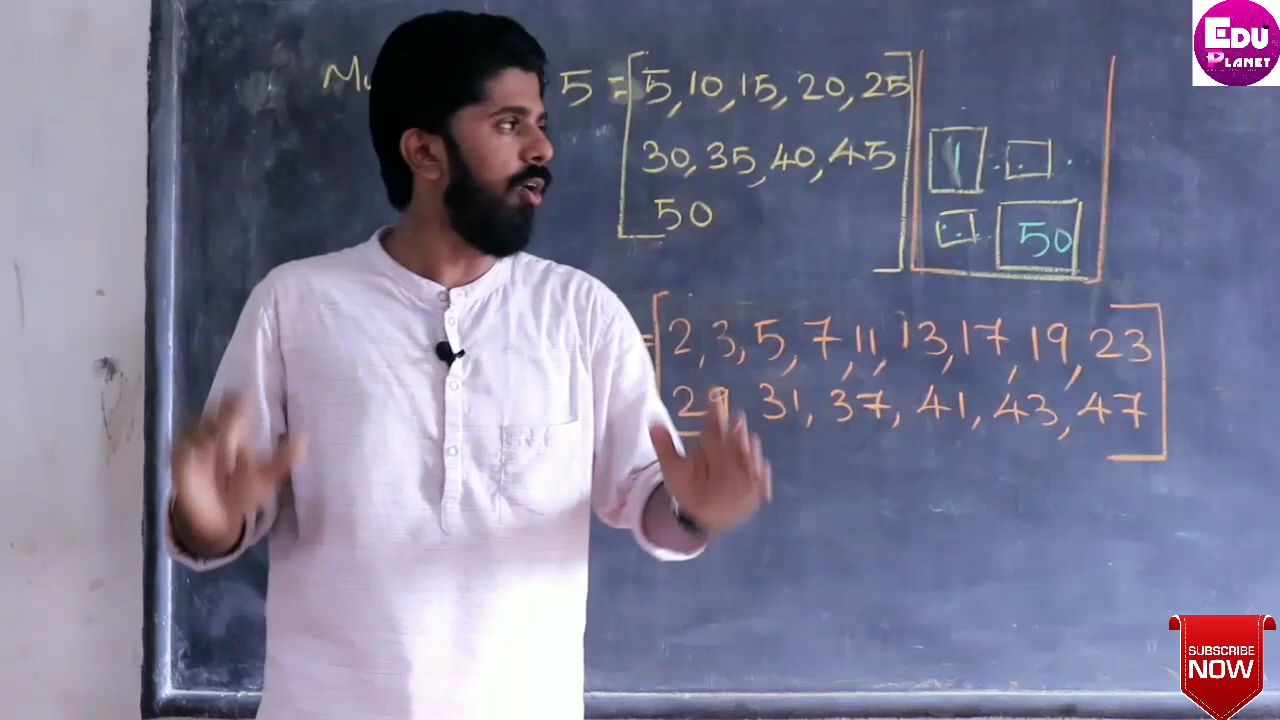 5 = 5, 10, 15, 20, 25
30, 35, 40, 45
50
1
50
= 2, 3, 5, 7, 11, 13, 17, 19, 23
29, 31, 37, 41, 43, 47
EDU
PLANET
SUBSCRIBE
NOW